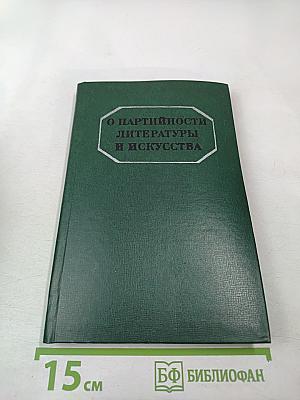 О ПАРТИЙНОСТИ
ЛИТЕРАТУРЫ
И ИСКУССТВА
15 см
БФ БИБЛИОФАН